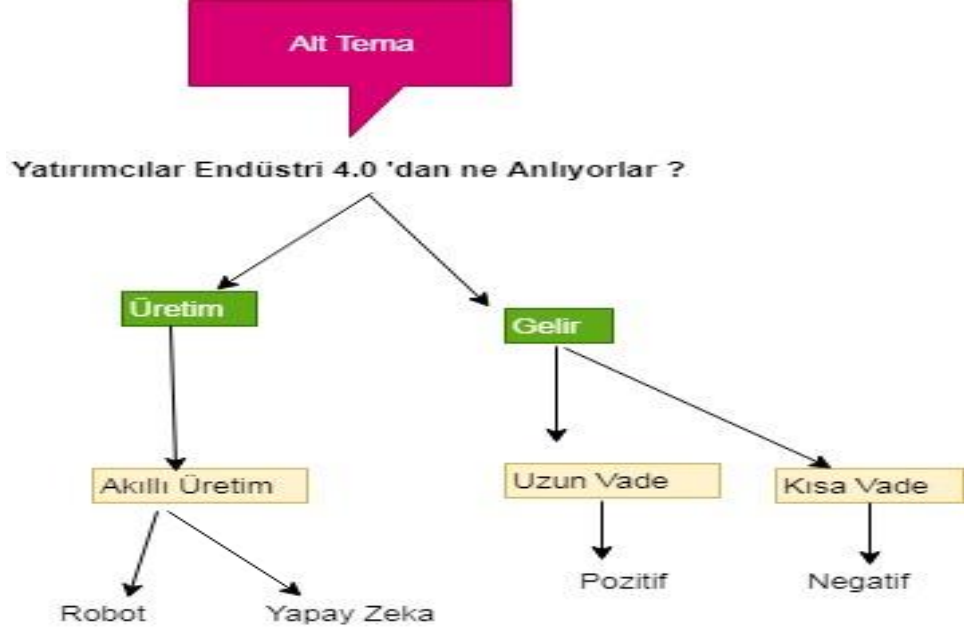 Alt Tema
Yatırımcılar Endüstri 4.0 'dan ne Anlıyorlar ?
Üretim
Gelir
Akıllı Üretim
Uzun Vade
Kısa Vade
Robot
Yapay Zeka
Pozitif
Negatif